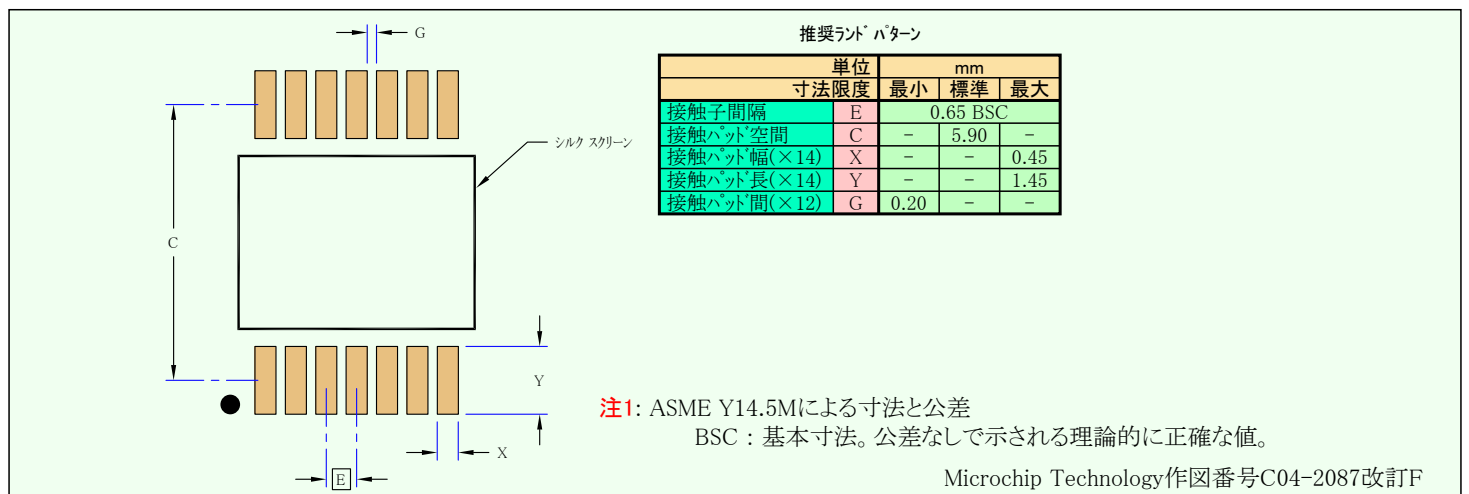 推奨ランドパターン
G
単位 mm
寸法限度 最小 標準 最大
接触子間隔 E 0.65 BSC
接触パッド空間 C - 5.90 -
接触パッド幅(×14) X - - 0.45
接触パッド長(×14) Y - - 1.45
接触パッド間(×12) G 0.20 - -
シルク スクリーン
C
Y
X
E
注1: ASME Y14.5Mによる寸法と公差
BSC : 基本寸法。公差なしで示される理論的に正確な値。
Microchip Technology作図番号C04-2087改訂F